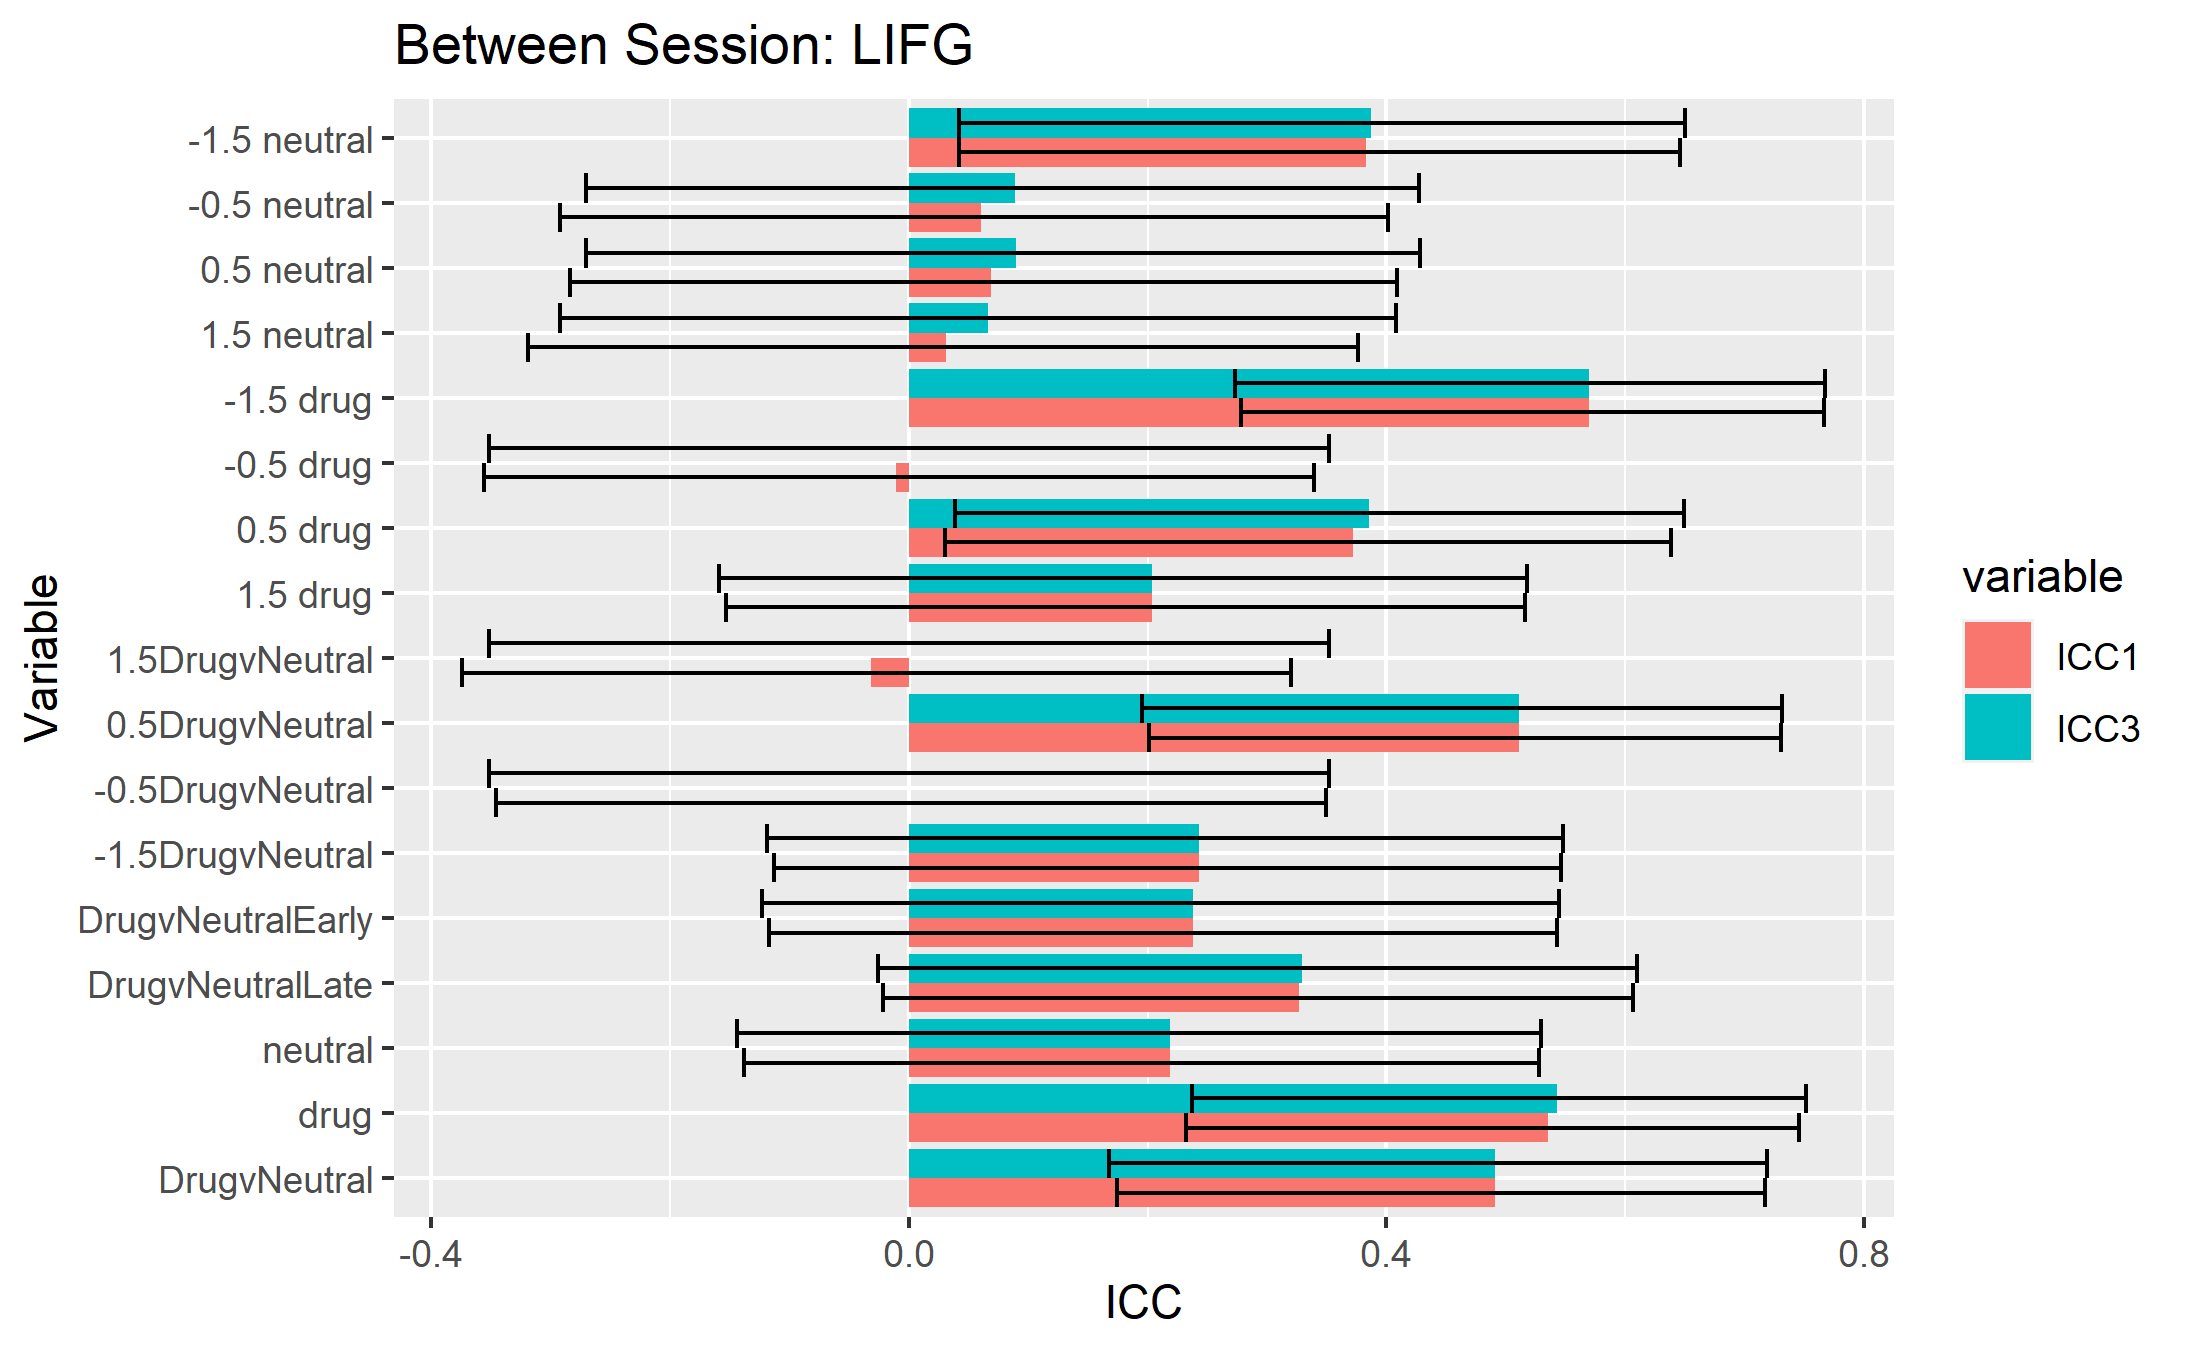 Between Session: LIFG
Variable
-1.5 neutral
-0.5 neutral
0.5 neutral
1.5 neutral
-1.5 drug
-0.5 drug
0.5 drug
1.5 drug
1.5DrugvNeutral
0.5DrugvNeutral
-0.5DrugvNeutral
-1.5DrugvNeutral
DrugvNeutralEarly
DrugvNeutralLate
neutral
drug
DrugvNeutral
-0.4 0.0 0.4 0.8
ICC
variable
ICC1
ICC3